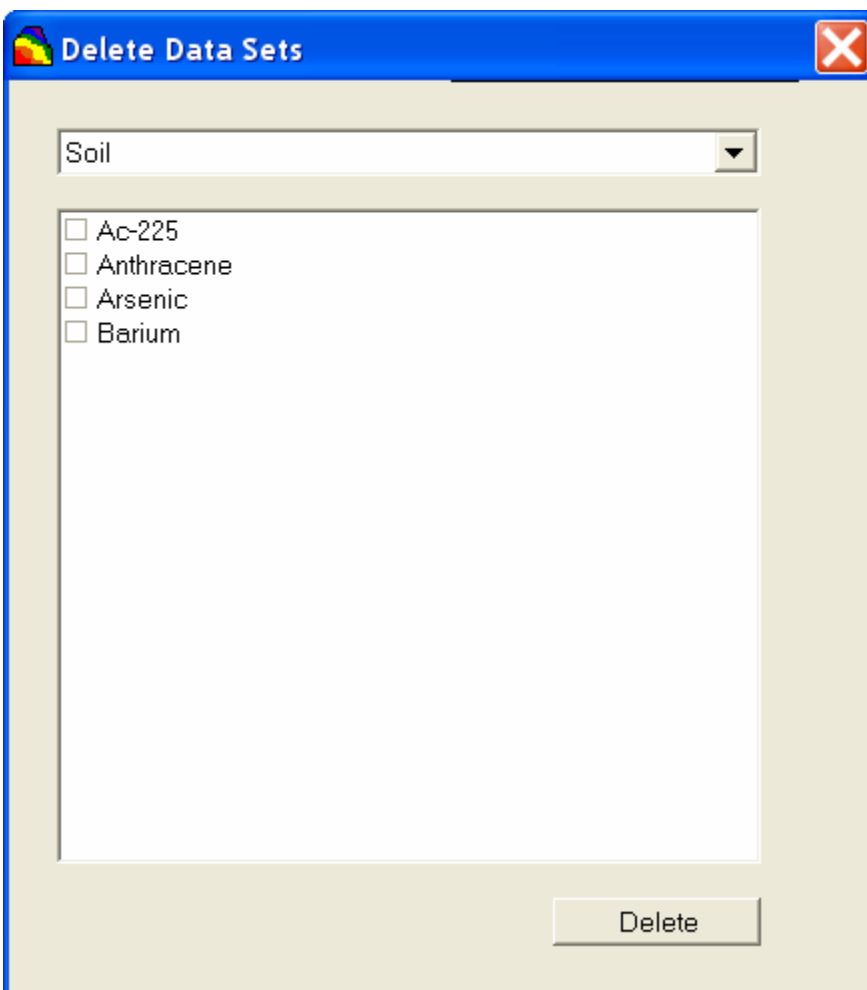 Delete Data Sets
Soil
Ac-225
Anthracene
Arsenic
Barium
Delete